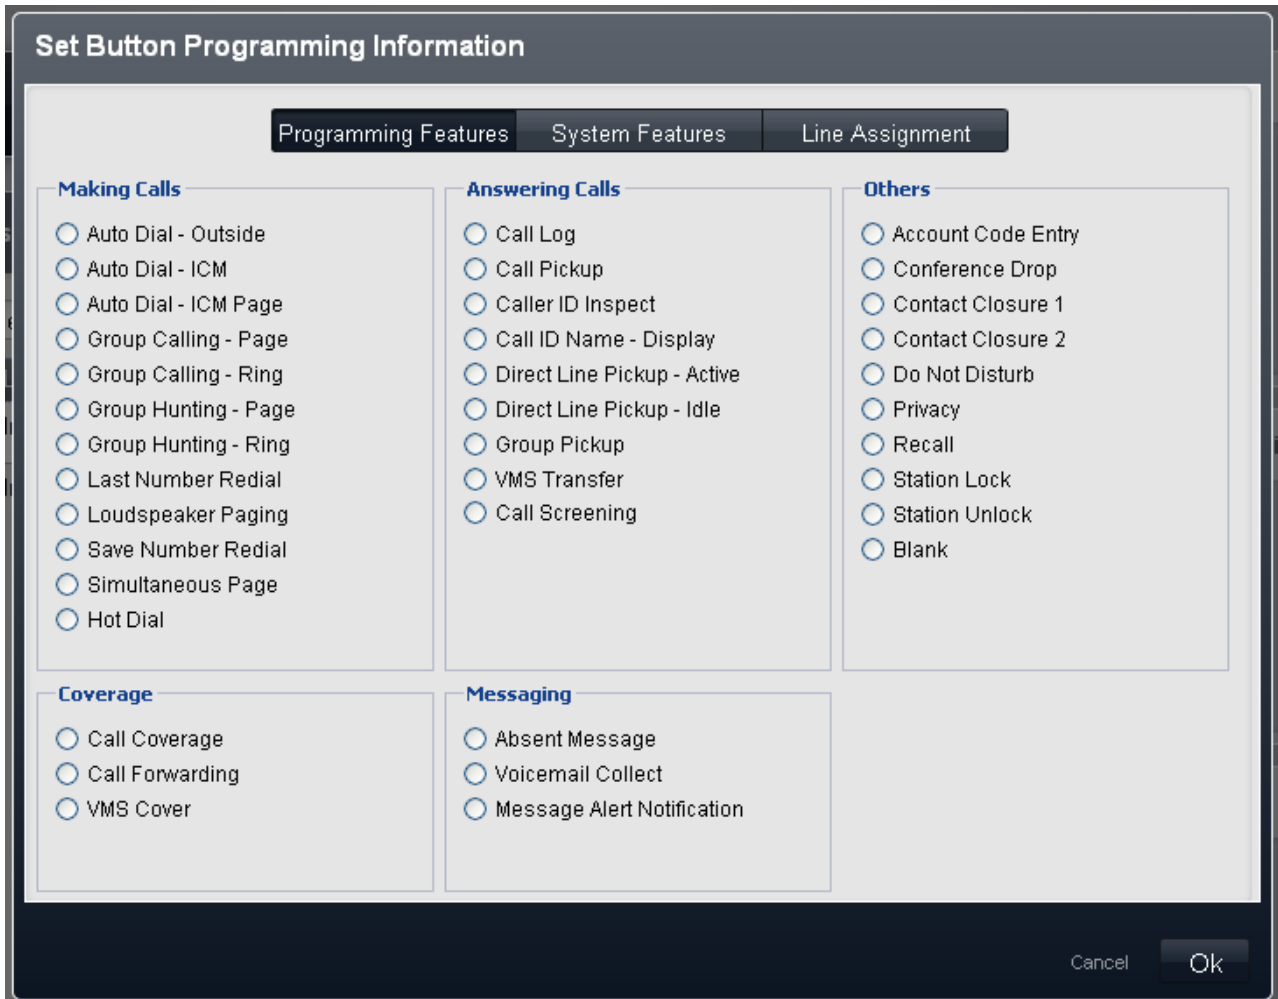 Set Button Programming Information
Programming Features
System Features
Line Assignment
Making Calls
Auto Dial - Outside
Auto Dial - ICM
Auto Dial - ICM Page
Group Calling - Page
Group Calling - Ring
Group Hunting - Page
Group Hunting - Ring
Last Number Redial
Loudspeaker Paging
Save Number Redial
Simultaneous Page
Hot Dial
Answering Calls
Call Log
Call Pickup
Caller ID Inspect
Call ID Name - Display
Direct Line Pickup - Active
Direct Line Pickup - Idle
Group Pickup
VMS Transfer
Call Screening
Others
Account Code Entry
Conference Drop
Contact Closure 1
Contact Closure 2
Do Not Disturb
Privacy
Recall
Station Lock
Station Unlock
Blank
Coverage
Call Coverage
Call Forwarding
VMS Cover
Messaging
Absent Message
Voicemail Collect
Message Alert Notification
Cancel
Ok